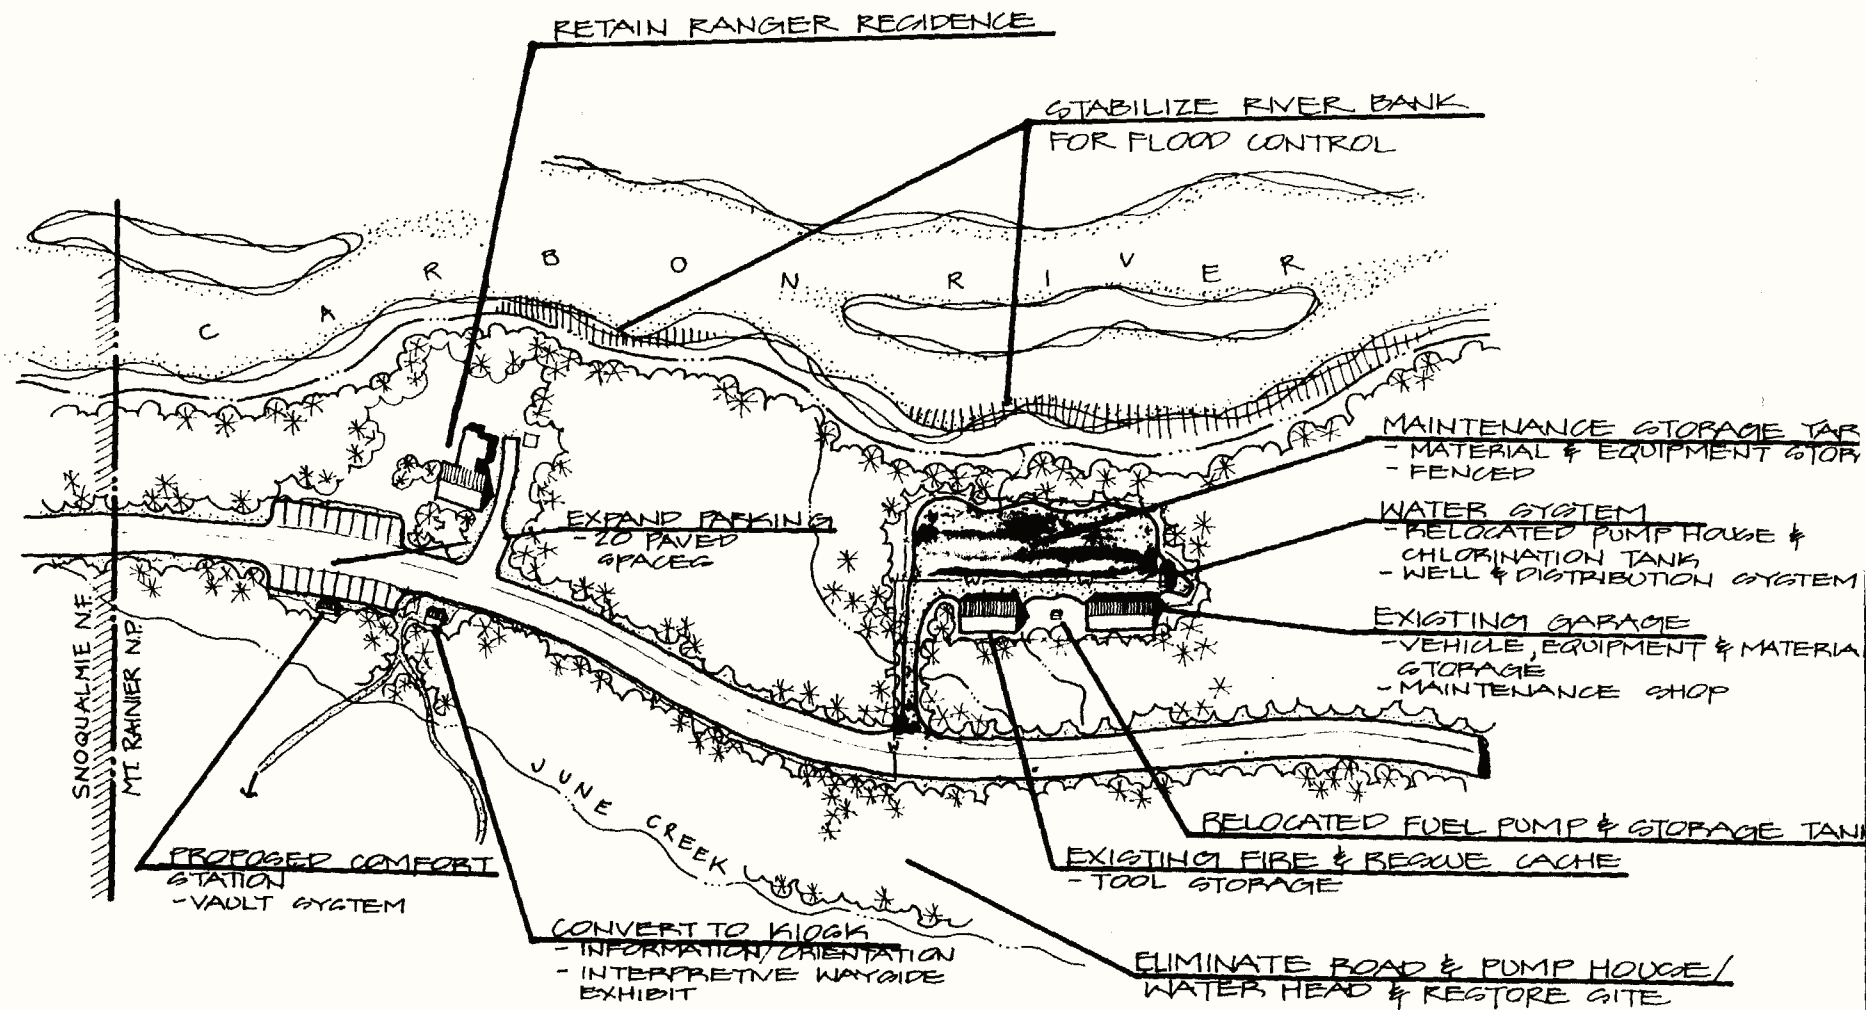 RETAIN RANGER RESIDENCE
STABILIZE RIVER BANK
FOR FLOOD CONTROL
CARBON RIVER
MAINTENANCE STORAGE YAR
- MATERIAL & EQUIPMENT STOR
- FENCED
EXPAND PARKING
- 20 PAVED
SPACES
WATER SYSTEM
- RELOCATED PUMP HOUSE &
CHLORINATION TANK
- WELL & DISTRIBUTION SYSTEM
EXISTING GARAGE
- VEHICLE, EQUIPMENT & MATERIA
STORAGE
- MAINTENANCE SHOP
SNOQUALMIE N.F.
MT. RAINIER N.P.
JUNE CREEK
RELOCATED FUEL PUMP & STORAGE TAN
EXISTING FIRE & RESCUE CACHE
- TOOL STORAGE
PROPOSED COMFORT
STATION
- VAULT SYSTEM
CONVERT TO KIOSK
- INFORMATION/ORIENTATION
- INTERPRETIVE WAYSIDE
EXHIBIT
ELIMINATE ROAD & PUMP HOUSE/
WATER HEAD & RESTORE SITE